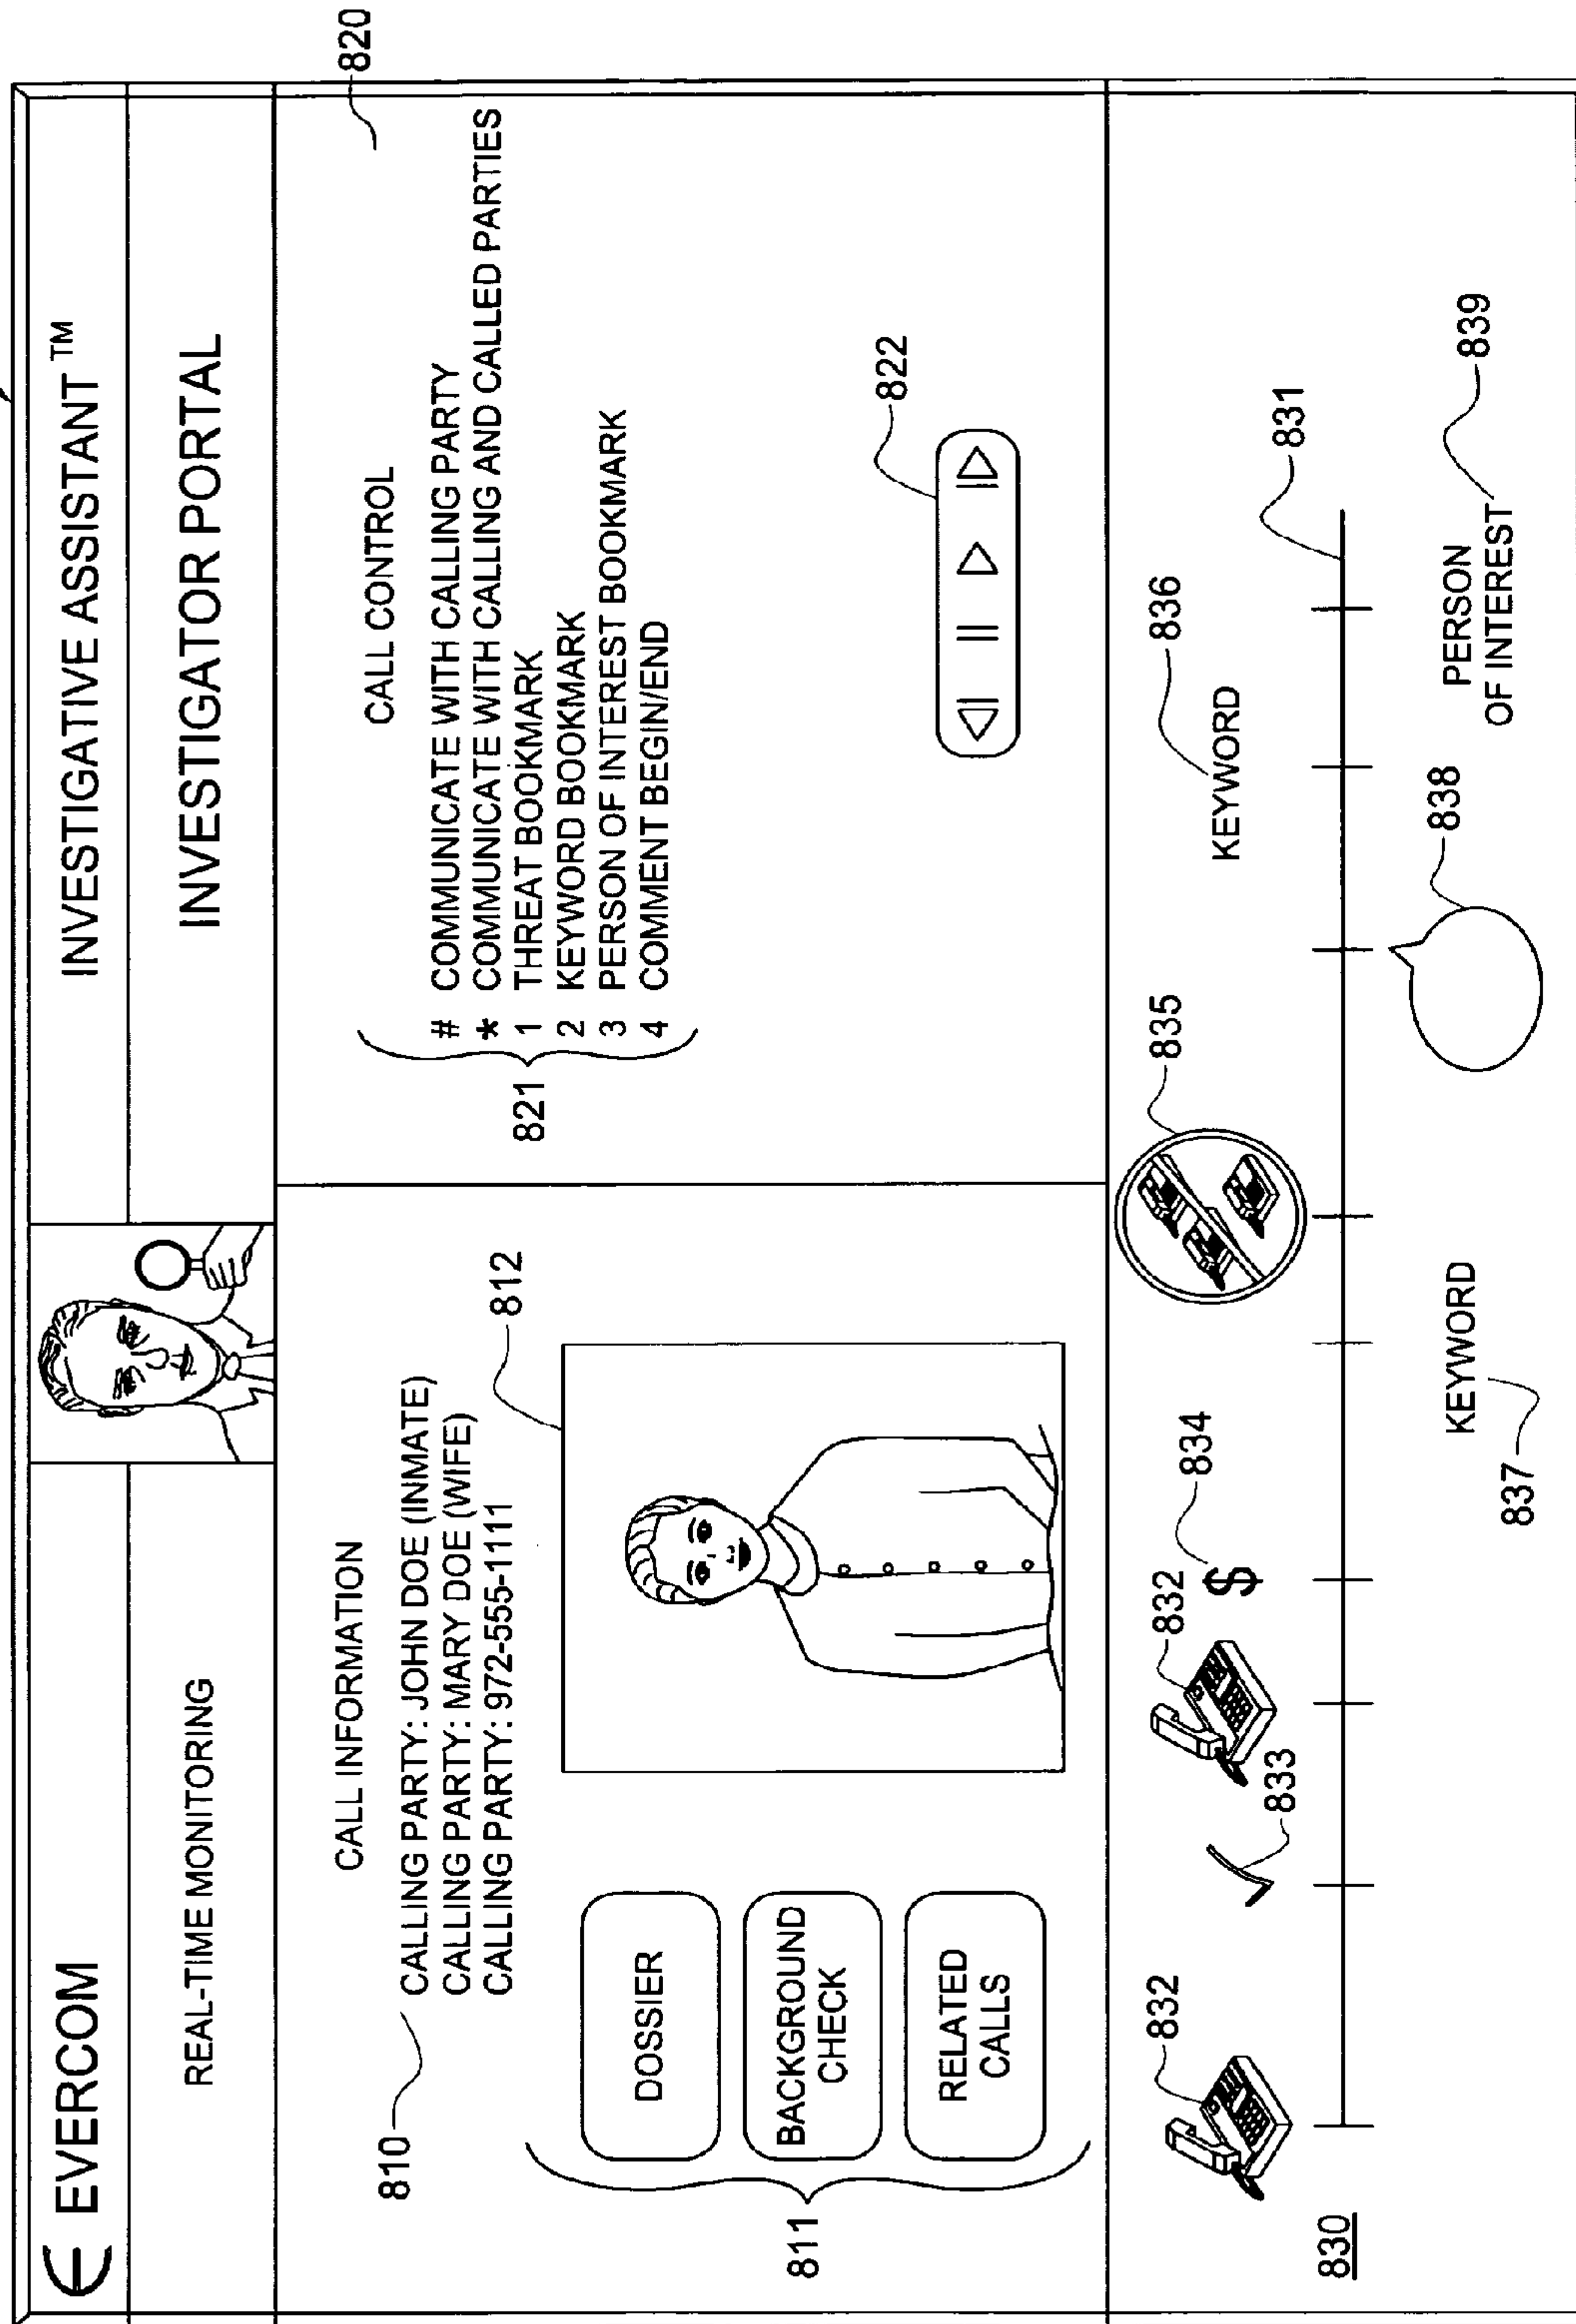 EVERCOM
INVESTIGATIVE ASSISTANT™
REAL-TIME MONITORING
INVESTIGATOR PORTAL
810
CALL INFORMATION
CALLING PARTY: JOHN DOE (INMATE)
CALLING PARTY: MARY DOE (WIFE)
CALLING PARTY: 972-555-1111
812
811
DOSSIER
BACKGROUND
CHECK
RELATED
CALLS
820
CALL CONTROL
821
# COMMUNICATE WITH CALLING PARTY
* COMMUNICATE WITH CALLING AND CALLED PARTIES
1 THREAT BOOKMARK
2 KEYWORD BOOKMARK
3 PERSON OF INTEREST BOOKMARK
4 COMMENT BEGIN/END
822
832
833
832
834
$
835
KEYWORD
836
831
830
837
KEYWORD
838
PERSON
OF INTEREST
839